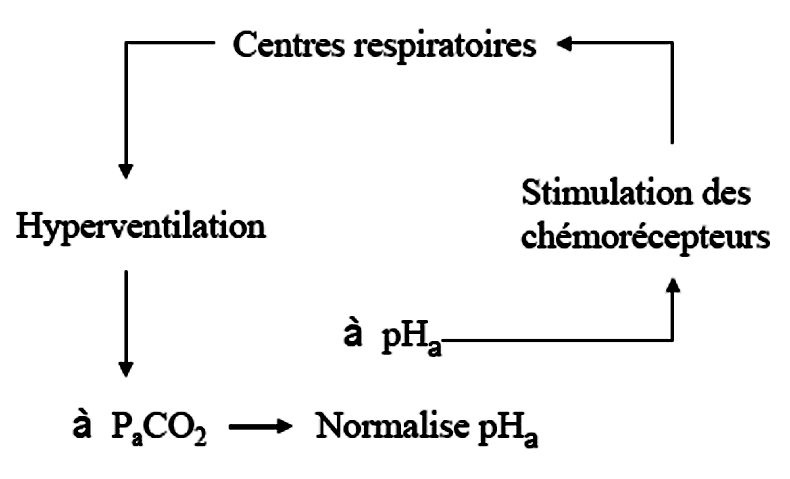 Centres respiratoires
Stimulation des
chémorécepteurs
Hyperventilation
à pHa
à PaCO2 
Normalise pHa